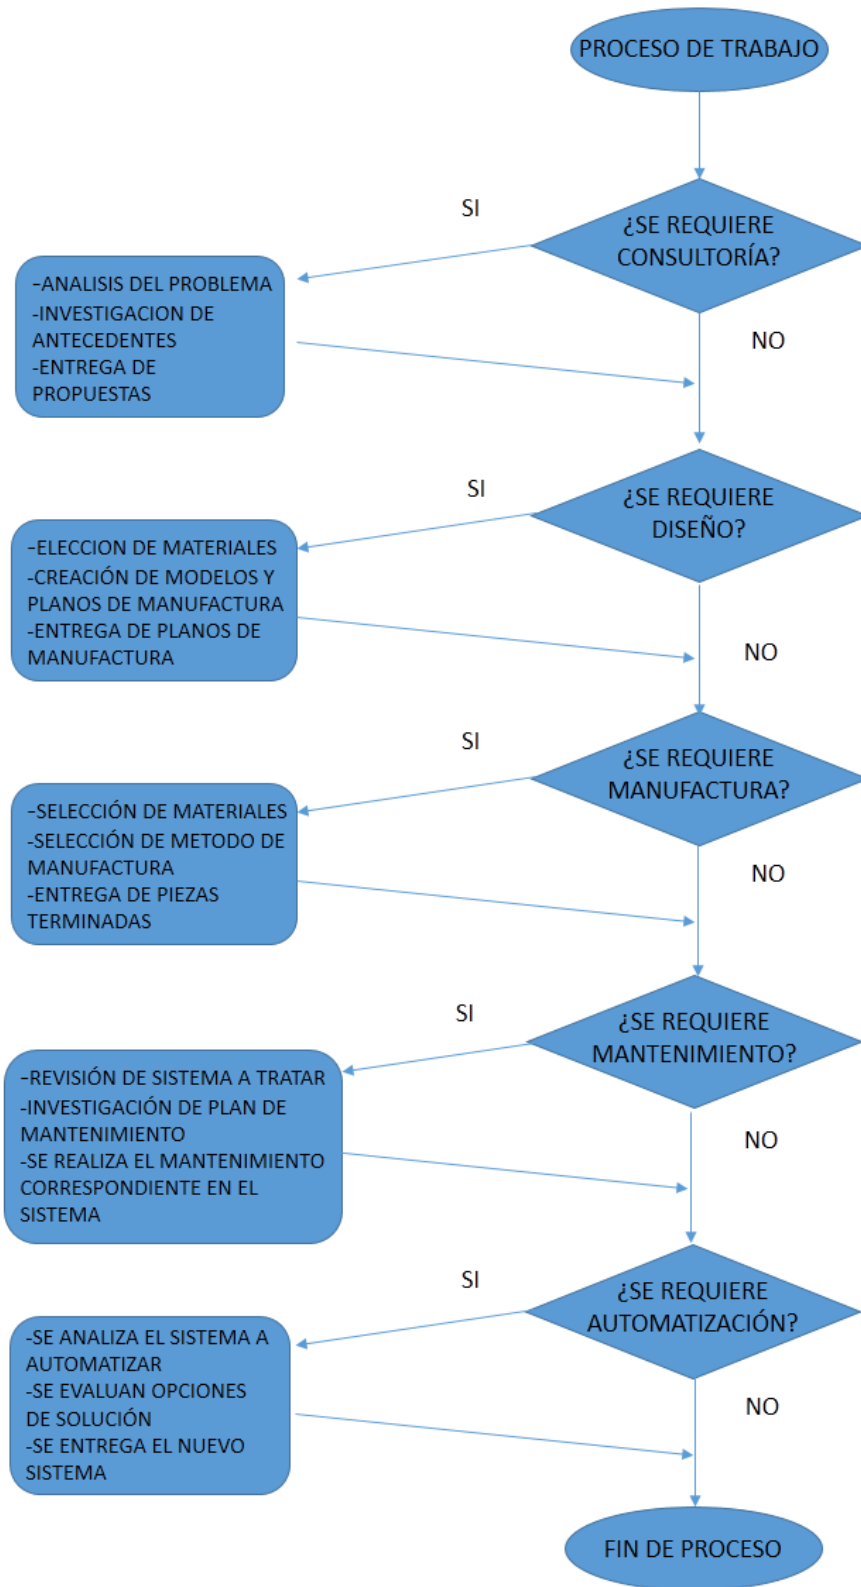 PROCESO DE TRABAJO
SI
¿SE REQUIERE
CONSULTORÍA?
-ANALISIS DEL PROBLEMA
-INVESTIGACION DE
ANTECEDENTES
-ENTREGA DE
PROPUESTAS
NO
SI
¿SE REQUIERE
DISEÑO?
-ELECCION DE MATERIALES
-CREACIÓN DE MODELOS Y
PLANOS DE MANUFACTURA
-ENTREGA DE PLANOS DE
MANUFACTURA
NO
SI
¿SE REQUIERE
MANUFACTURA?
-SELECCIÓN DE MATERIALES
-SELECCIÓN DE METODO DE
MANUFACTURA
-ENTREGA DE PIEZAS
TERMINADAS
NO
SI
¿SE REQUIERE
MANTENIMIENTO?
-REVISIÓN DE SISTEMA A TRATAR
-INVESTIGACIÓN DE PLAN DE
MANTENIMIENTO
-SE REALIZA EL MANTENIMIENTO
CORRESPONDIENTE EN EL
SISTEMA
NO
SI
¿SE REQUIERE
AUTOMATIZACIÓN?
-SE ANALIZA EL SISTEMA A
AUTOMATIZAR
-SE EVALUAN OPCIONES
DE SOLUCIÓN
-SE ENTREGA EL NUEVO
SISTEMA
NO
FIN DE PROCESO